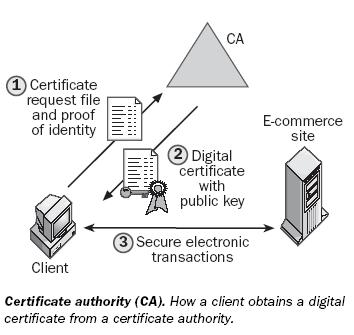 CA
1 Certificate
request file
and proof
of identity
E-commerce
site
2 Digital
certificate
with
public key
3 Secure electronic
transactions
Client
Certificate authority (CA). How a client obtains a digital
certificate from a certificate authority.